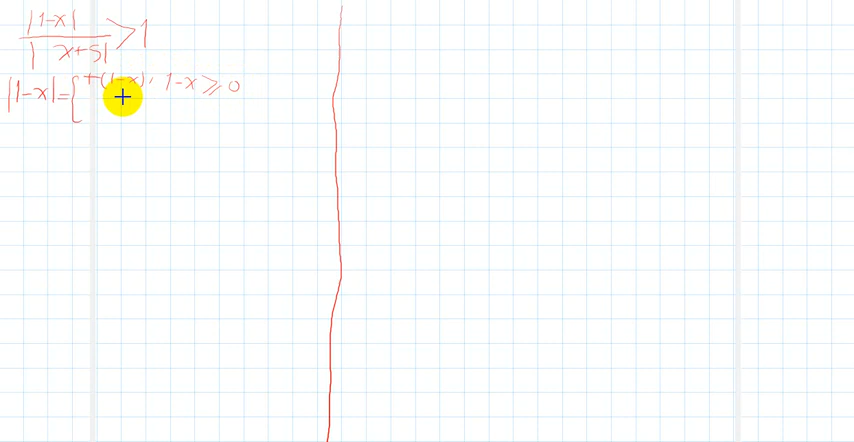 |1-x|
| x+5| >1
|1-x|={+(1-x), 1-x⩾0